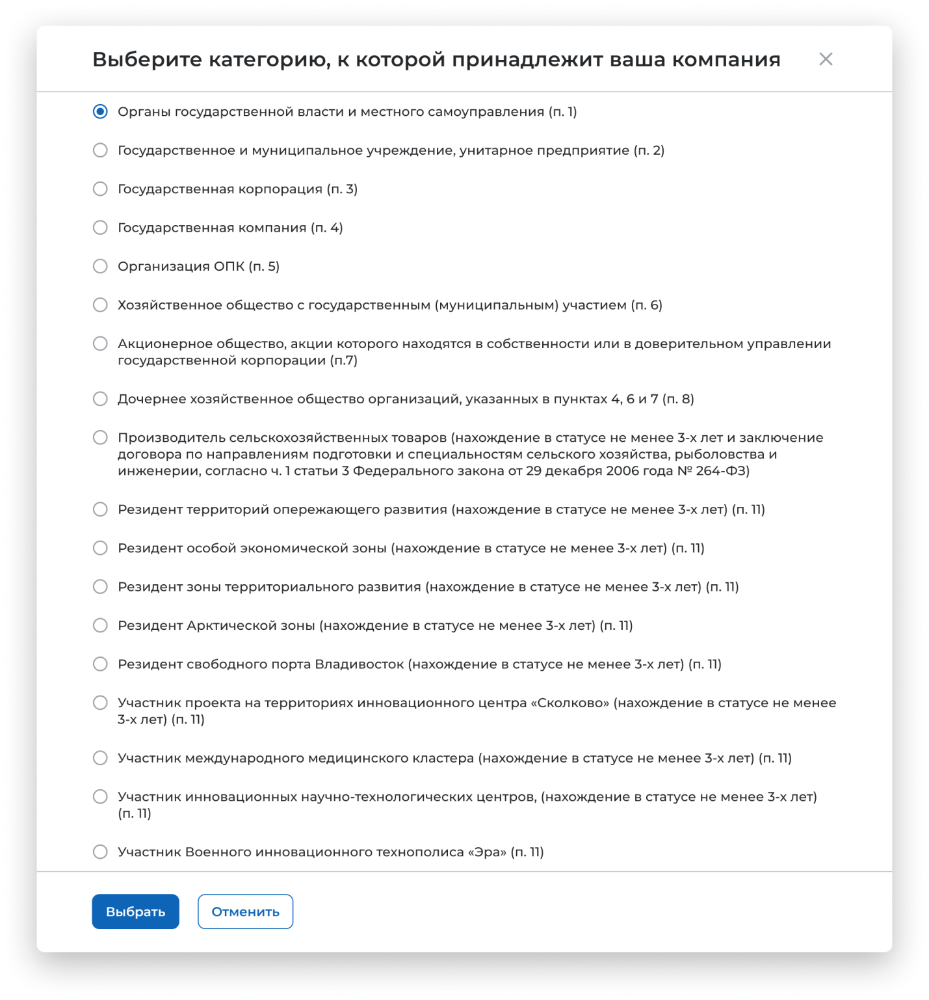 Выберите категорию, к которой принадлежит ваша компания
Органы государственной власти и местного самоуправления (п. 1)
Государственное и муниципальное учреждение, унитарное предприятие (п. 2)
Государственная корпорация (п. 3)
Государственная компания (п. 4)
Организация ОПК (п. 5)
Хозяйственное общество с государственным (муниципальным) участием (п. 6)
Акционерное общество, акции которого находятся в собственности или в доверительном управлении
государственной корпорации (п.7)
Дочернее хозяйственное общество организаций, указанных в пунктах 4, 6 и 7 (п. 8)
Производитель сельскохозяйственных товаров (нахождение в статусе не менее 3-х лет и заключение
договора по направлениям подготовки и специальностям сельского хозяйства, рыболовства и
инженерии, согласно ч. 1 статьи 3 Федерального закона от 29 декабря 2006 года № 264-ФЗ)
Резидент территорий опережающего развития (нахождение в статусе не менее 3-х лет) (п. 11)
Резидент особой экономической зоны (нахождение в статусе не менее 3-х лет) (п. 11)
Резидент зоны территориального развития (нахождение в статусе не менее 3-х лет) (п. 11)
Резидент Арктической зоны (нахождение в статусе не менее 3-х лет) (п. 11)
Резидент свободного порта Владивосток (нахождение в статусе не менее 3-х лет) (п. 11)
Участник проекта на территориях инновационного центра «Сколково» (нахождение в статусе не менее
3-х лет) (п. 11)
Участник международного медицинского кластера (нахождение в статусе не менее 3-х лет) (п. 11)
Участник инновационных научно-технологических центров, (нахождение в статусе не менее 3-х лет)
(п. 11)
Участник Военного инновационного технополиса «Эра» (п. 11)
Выбрать
Отменить